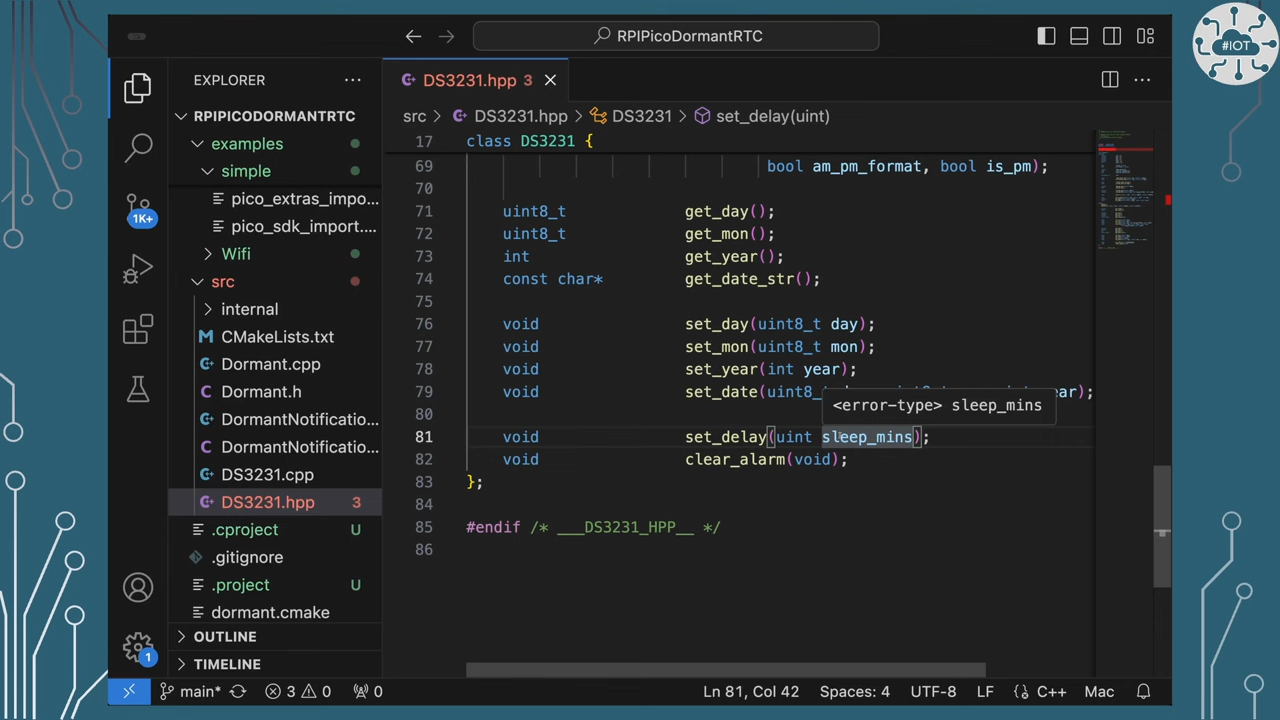 RPIPicoDormantRTC
#IOT
EXPLORER
RPIPICODORMANTRTC
examples
simple
pico_extras_impo...
pico_sdk_import....
Wifi
src
internal
CMakeLists.txt
Dormant.cpp
Dormant.h
DormantNotificatio...
DormantNotificatio...
DS3231.cpp
DS3231.hpp 3
.cproject U
.gitignore
.project U
dormant.cmake
OUTLINE
TIMELINE
1K+
1
DS3231.hpp 3
src > DS3231.hpp > DS3231 > set_delay(uint)
17 class DS3231 {
69 bool am_pm_format, bool is_pm);
70
71 uint8_t get_day();
72 uint8_t get_mon();
73 int get_year();
74 const char* get_date_str();
75
76 void set_day(uint8_t day);
77 void set_mon(uint8_t mon);
78 void set_year(int year);
79 void set_date(uint8_ year);
<error-type> sleep_mins
80
81 void set_delay(uint sleep_mins);
82 void clear_alarm(void);
83 };
84
85 #endif /* ___DS3231_HPP__ */
86
main* 3 0 0 Ln 81, Col 42 Spaces: 4 UTF-8 LF {} C++ Mac